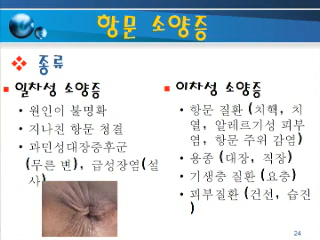 항문 소양증
종류
일차성 소양증
• 원인이 불명확
• 지나친 항문 청결
• 과민성대장증후군
(무른 변), 급성장염(설
사)
이차성 소양증
• 항문 질환 (치핵, 치
열, 알레르기성 피부
염, 항문 주위 감염)
• 용종 (대장, 직장)
• 기생충 질환 (요충)
• 피부질환 (건선, 습진
)
24